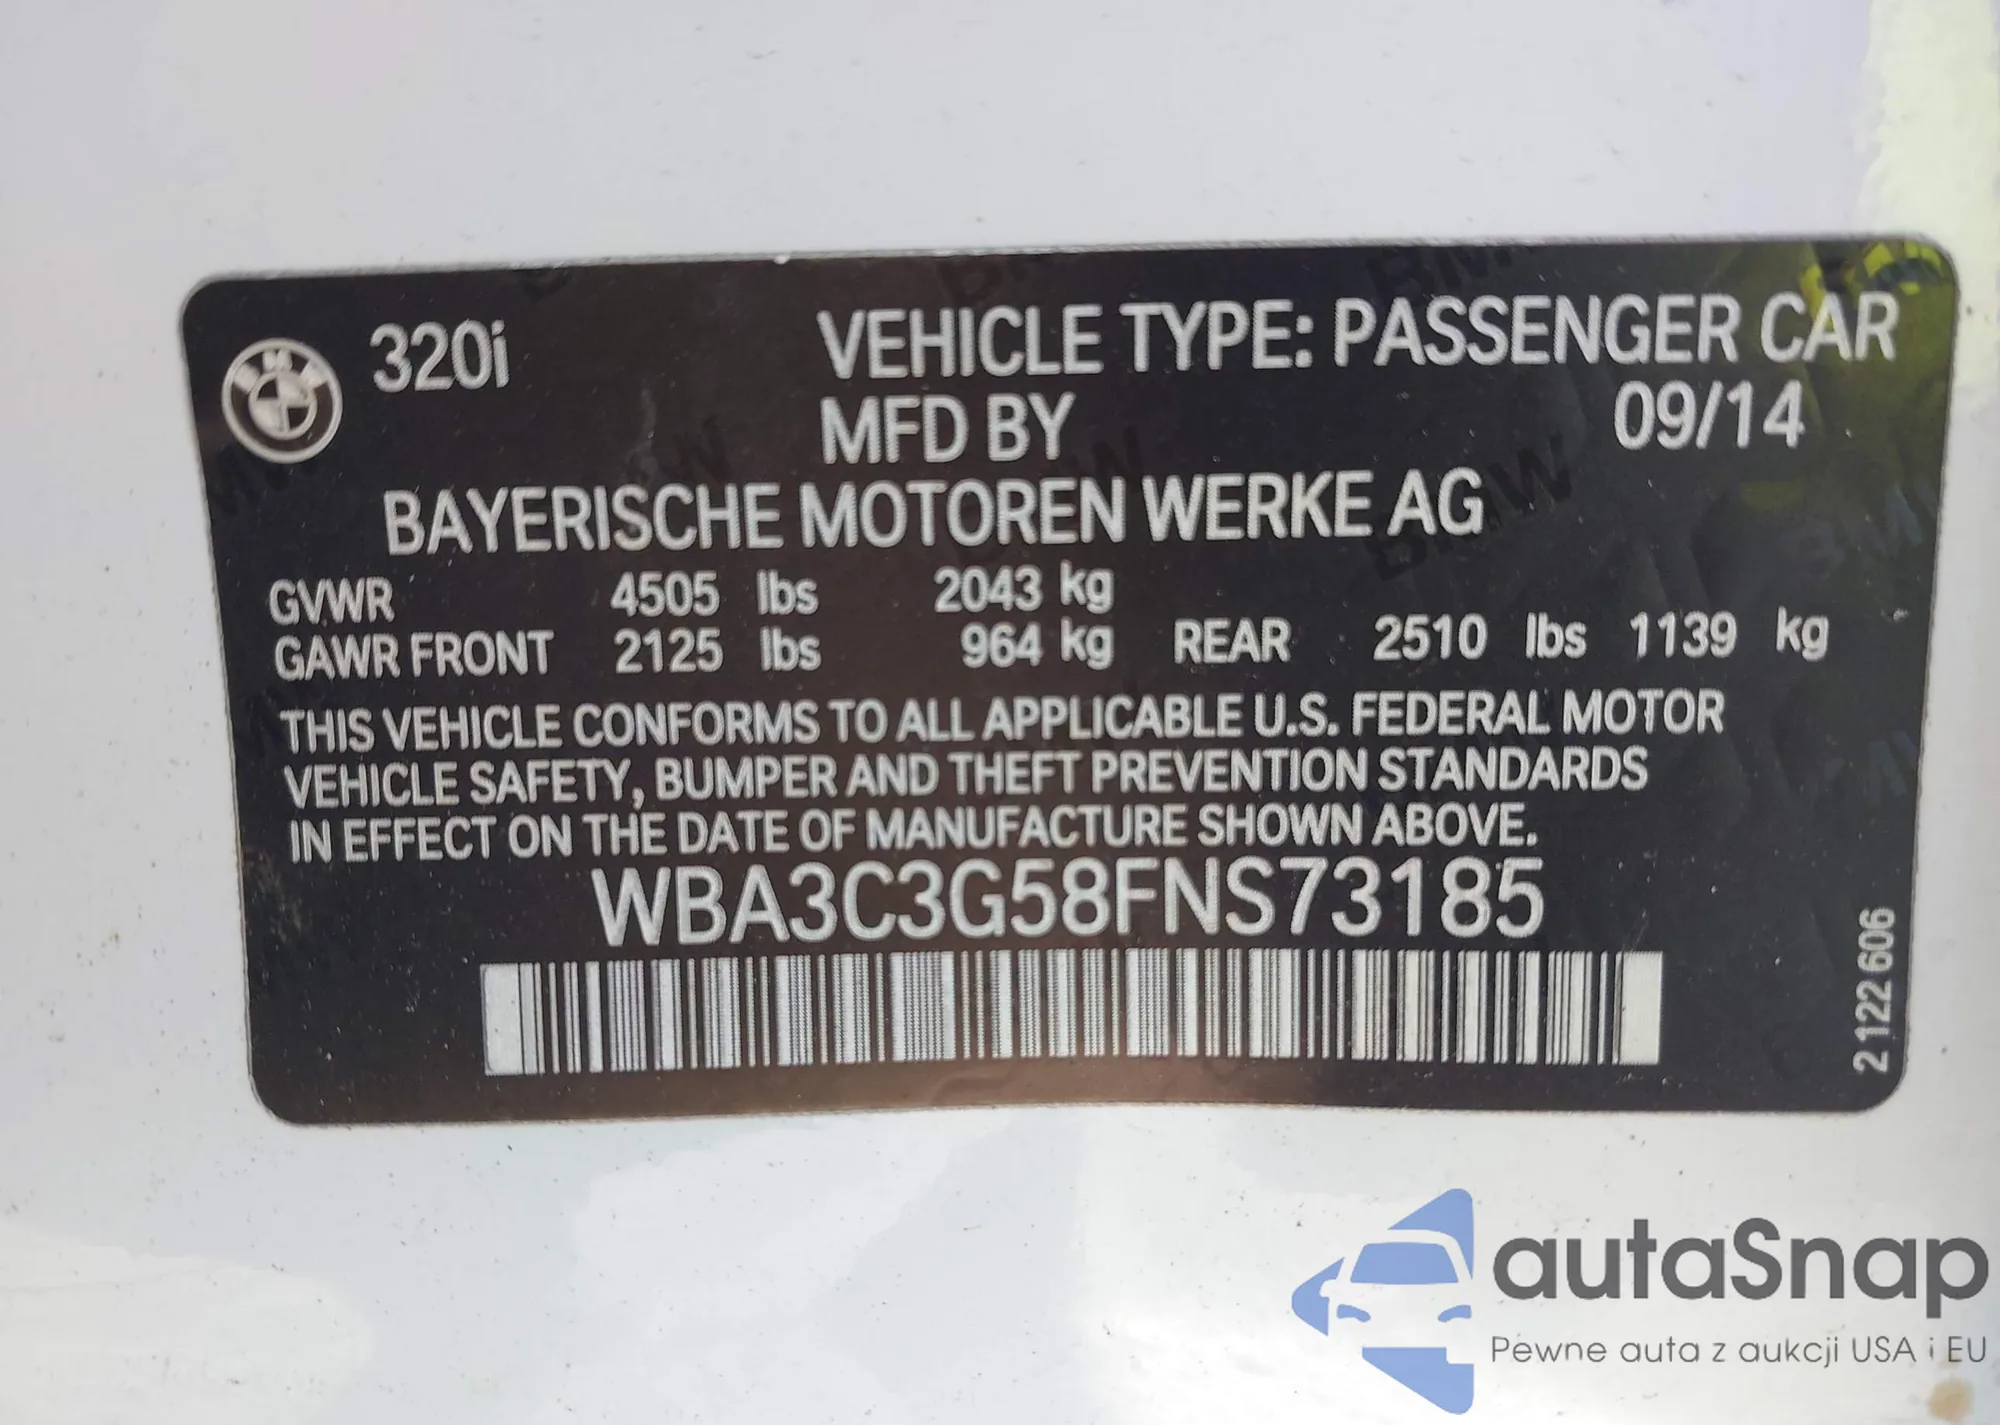 320i VEHICLE TYPE: PASSENGER CAR
MFD BY 09/14
BAYERISCHE MOTOREN WERKE AG
GVWR 4505 lbs 2043 kg
GAWR FRONT 2125 lbs 964 kg REAR 2510 lbs 1139 kg
THIS VEHICLE CONFORMS TO ALL APPLICABLE U.S. FEDERAL MOTOR
VEHICLE SAFETY, BUMPER AND THEFT PREVENTION STANDARDS
IN EFFECT ON THE DATE OF MANUFACTURE SHOWN ABOVE.
WBA3C3G58FNS73185
2 122 606
autaSnap
Pewne auta z aukcji USA i EU